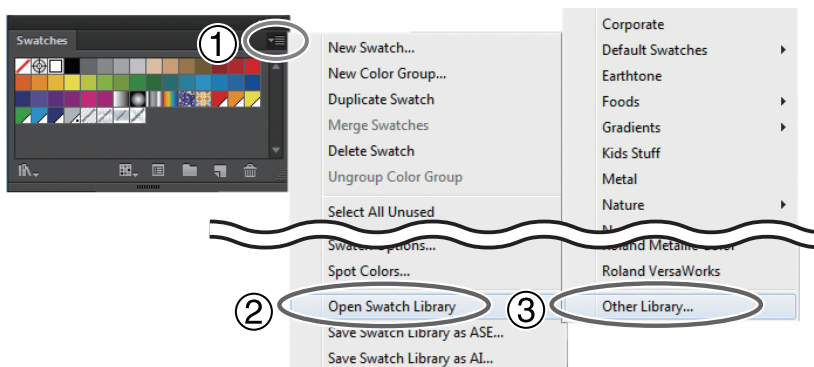 Swatches
①
New Swatch...
New Color Group...
Duplicate Swatch
Merge Swatches
Delete Swatch
Ungroup Color Group
Select All Unused
Swatch Options...
Spot Colors...
②
Open Swatch Library
Save Swatch Library as ASE...
Save Swatch Library as AI...
Corporate
Default Swatches
Earthtone
Foods
Gradients
Kids Stuff
Metal
Nature
Roland Metallic Color
Roland VersaWorks
③
Other Library...